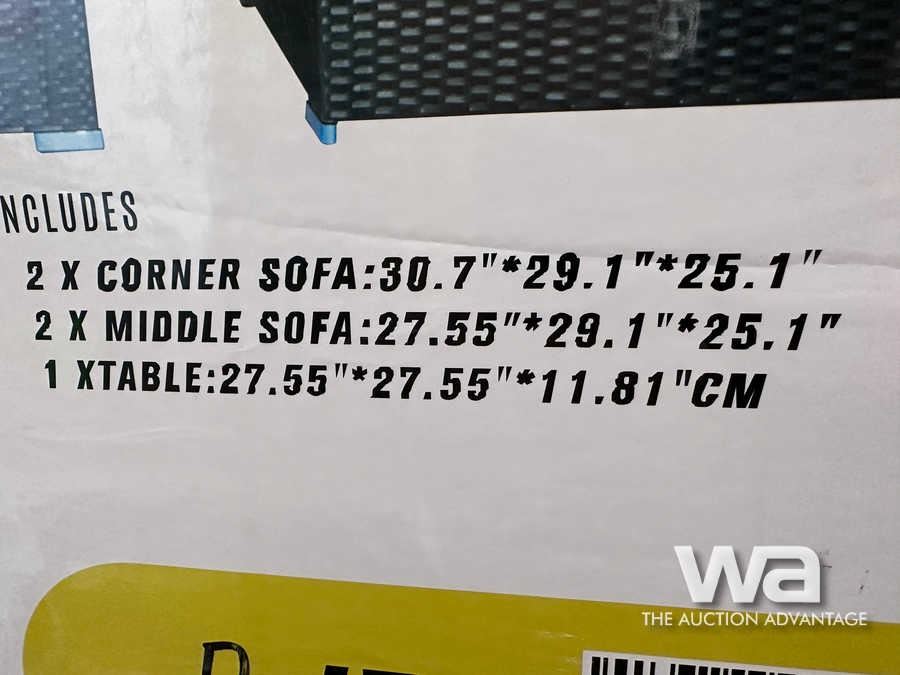 NCLUDES
2 X CORNER SOFA:30.7"*29.1"*25.1"
2 X MIDDLE SOFA:27.55"*29.1"*25.1"
1 XTABLE:27.55"*27.55"*11.81"CM
wa
THE AUCTION ADVANTAGE